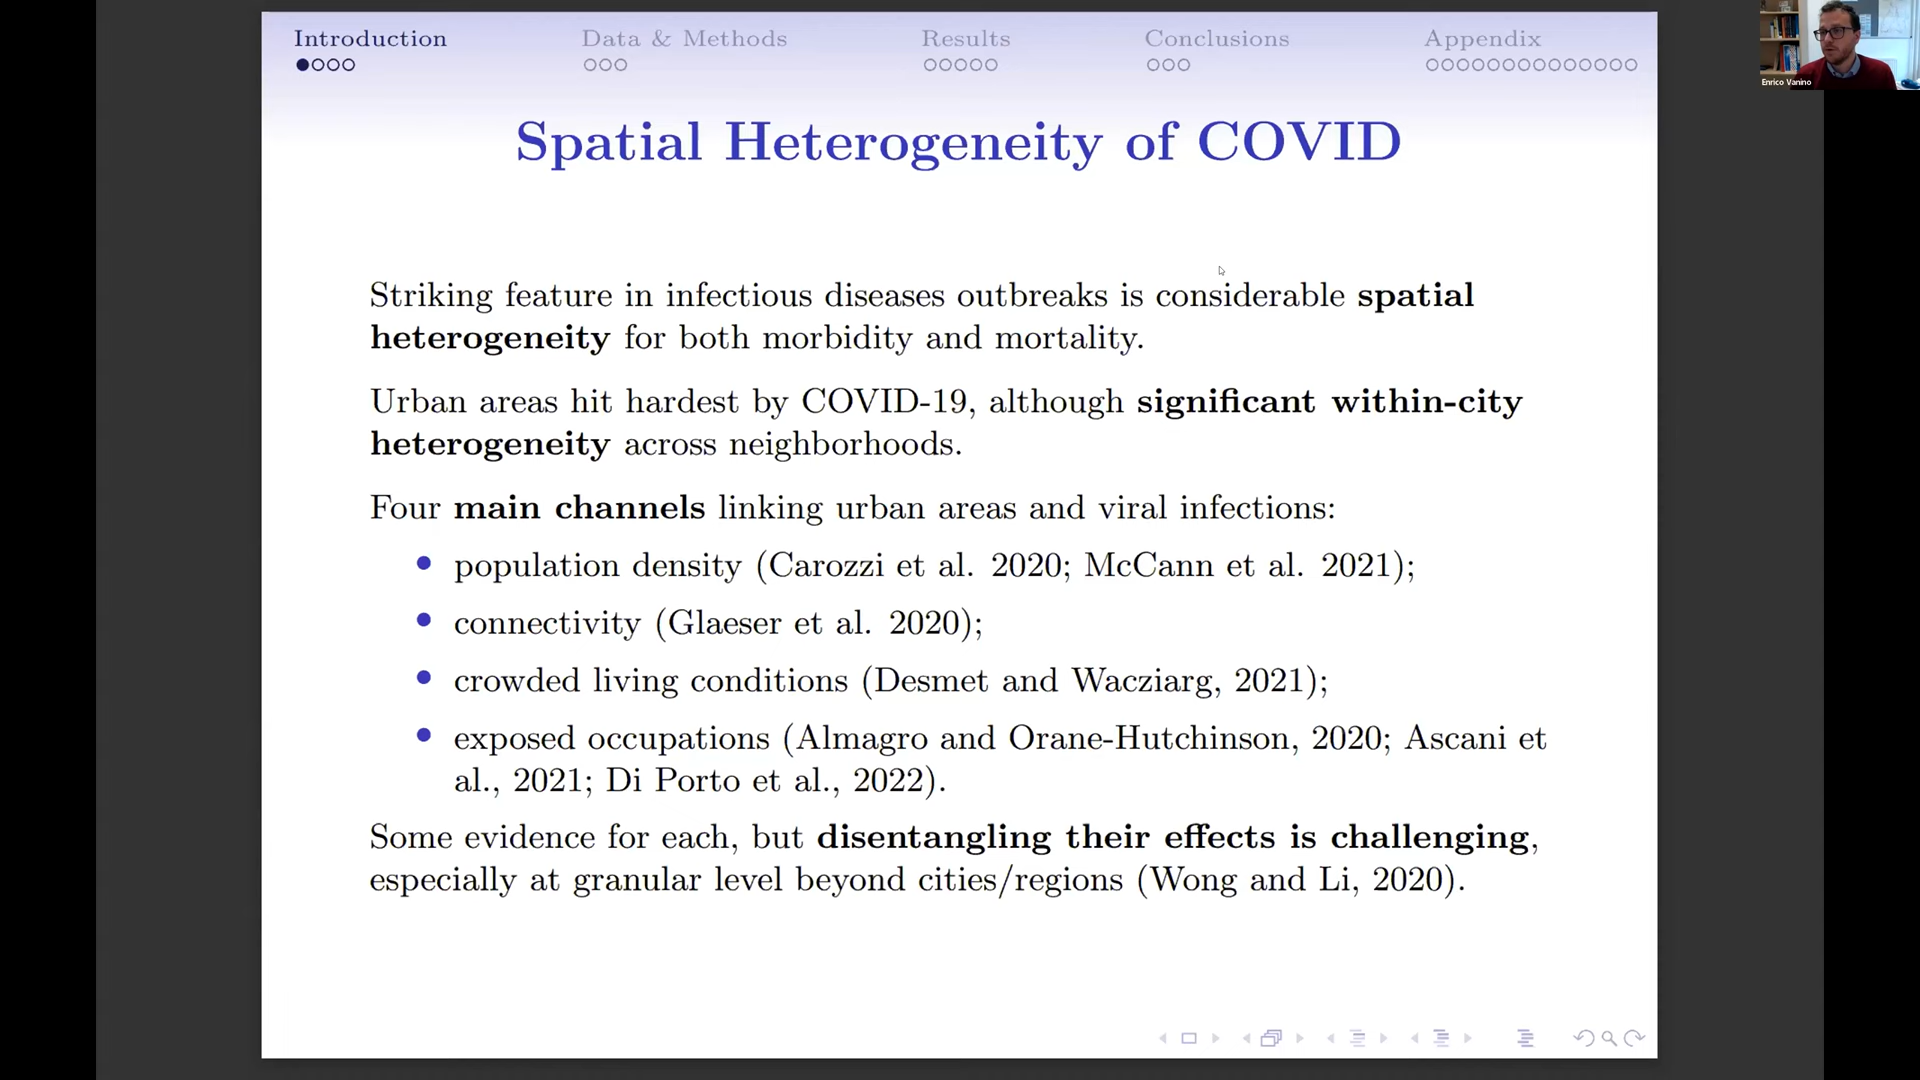 Introduction
Data & Methods
Results
Conclusions
Appendix
Enrico Vanino
Spatial Heterogeneity of COVID
Striking feature in infectious diseases outbreaks is considerable spatial
heterogeneity for both morbidity and mortality.
Urban areas hit hardest by COVID-19, although significant within-city
heterogeneity across neighborhoods.
Four main channels linking urban areas and viral infections:
population density (Carozzi et al. 2020; McCann et al. 2021);
connectivity (Glaeser et al. 2020);
crowded living conditions (Desmet and Wacziarg, 2021);
exposed occupations (Almagro and Orane-Hutchinson, 2020; Ascani et
al., 2021; Di Porto et al., 2022).
Some evidence for each, but disentangling their effects is challenging,
especially at granular level beyond cities/regions (Wong and Li, 2020).